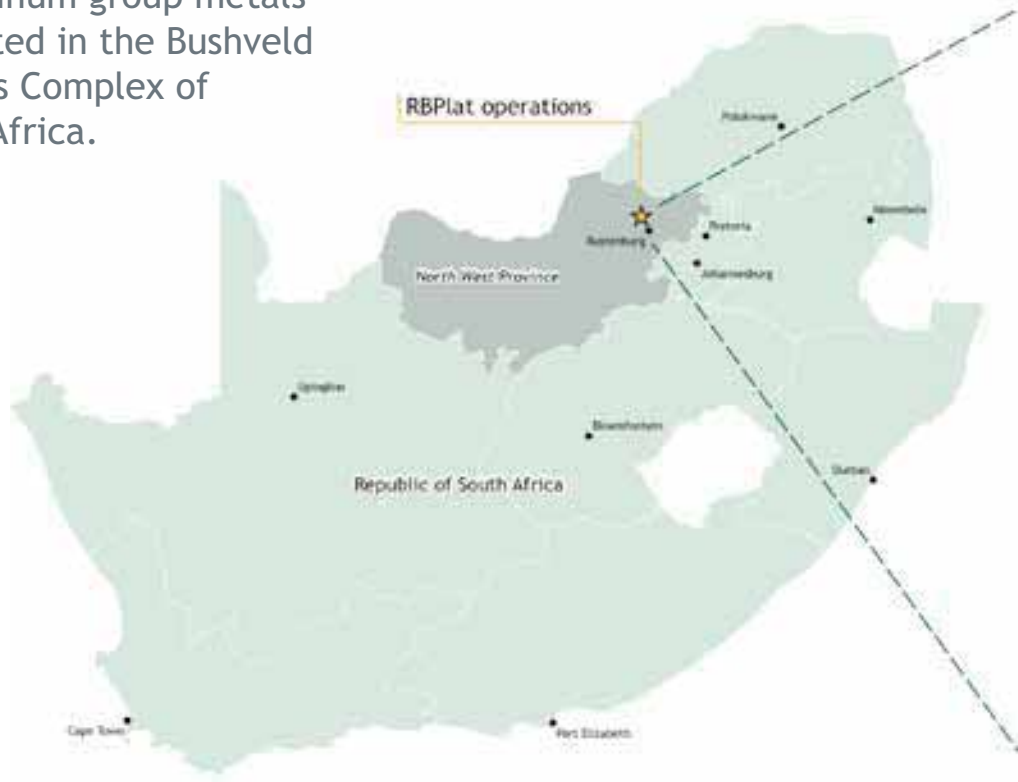 num group metals
ted in the Bushveld
s Complex of
Africa.
RBPlat operations
Polokwane
Rustenburg
Pretoria
Johannesburg
North West Province
Upington
Bloemfontein
Republic of South Africa
Durban
Cape Town
Port Elizabeth